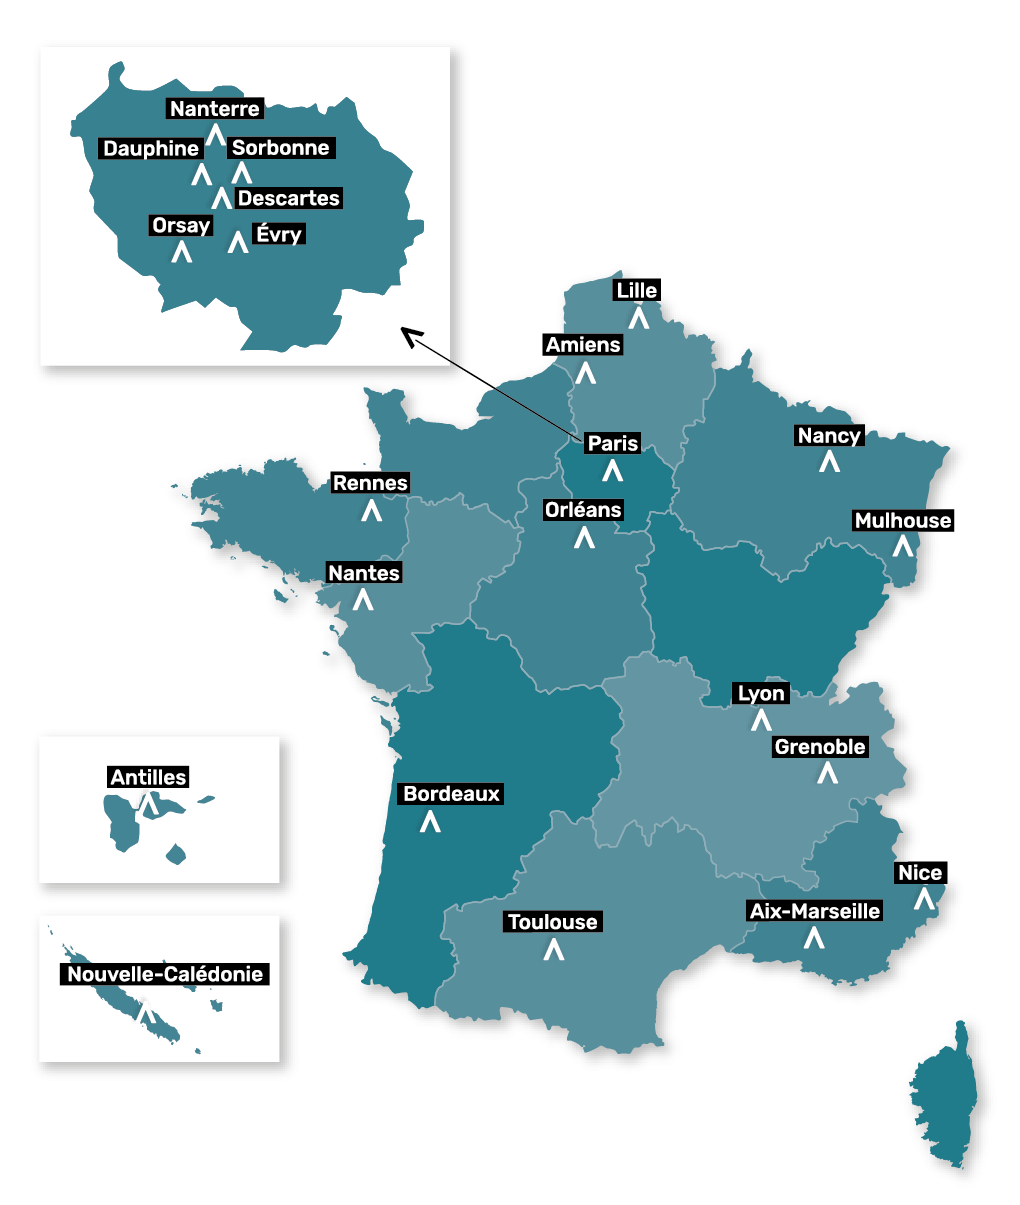 Nanterre
Dauphine
Sorbonne
Descartes
Orsay
Évry
Lille
Amiens
Paris
Nancy
Rennes
Orléans
Mulhouse
Nantes
Lyon
Grenoble
Antilles
Bordeaux
Nice
Aix-Marseille
Toulouse
Nouvelle-Calédonie